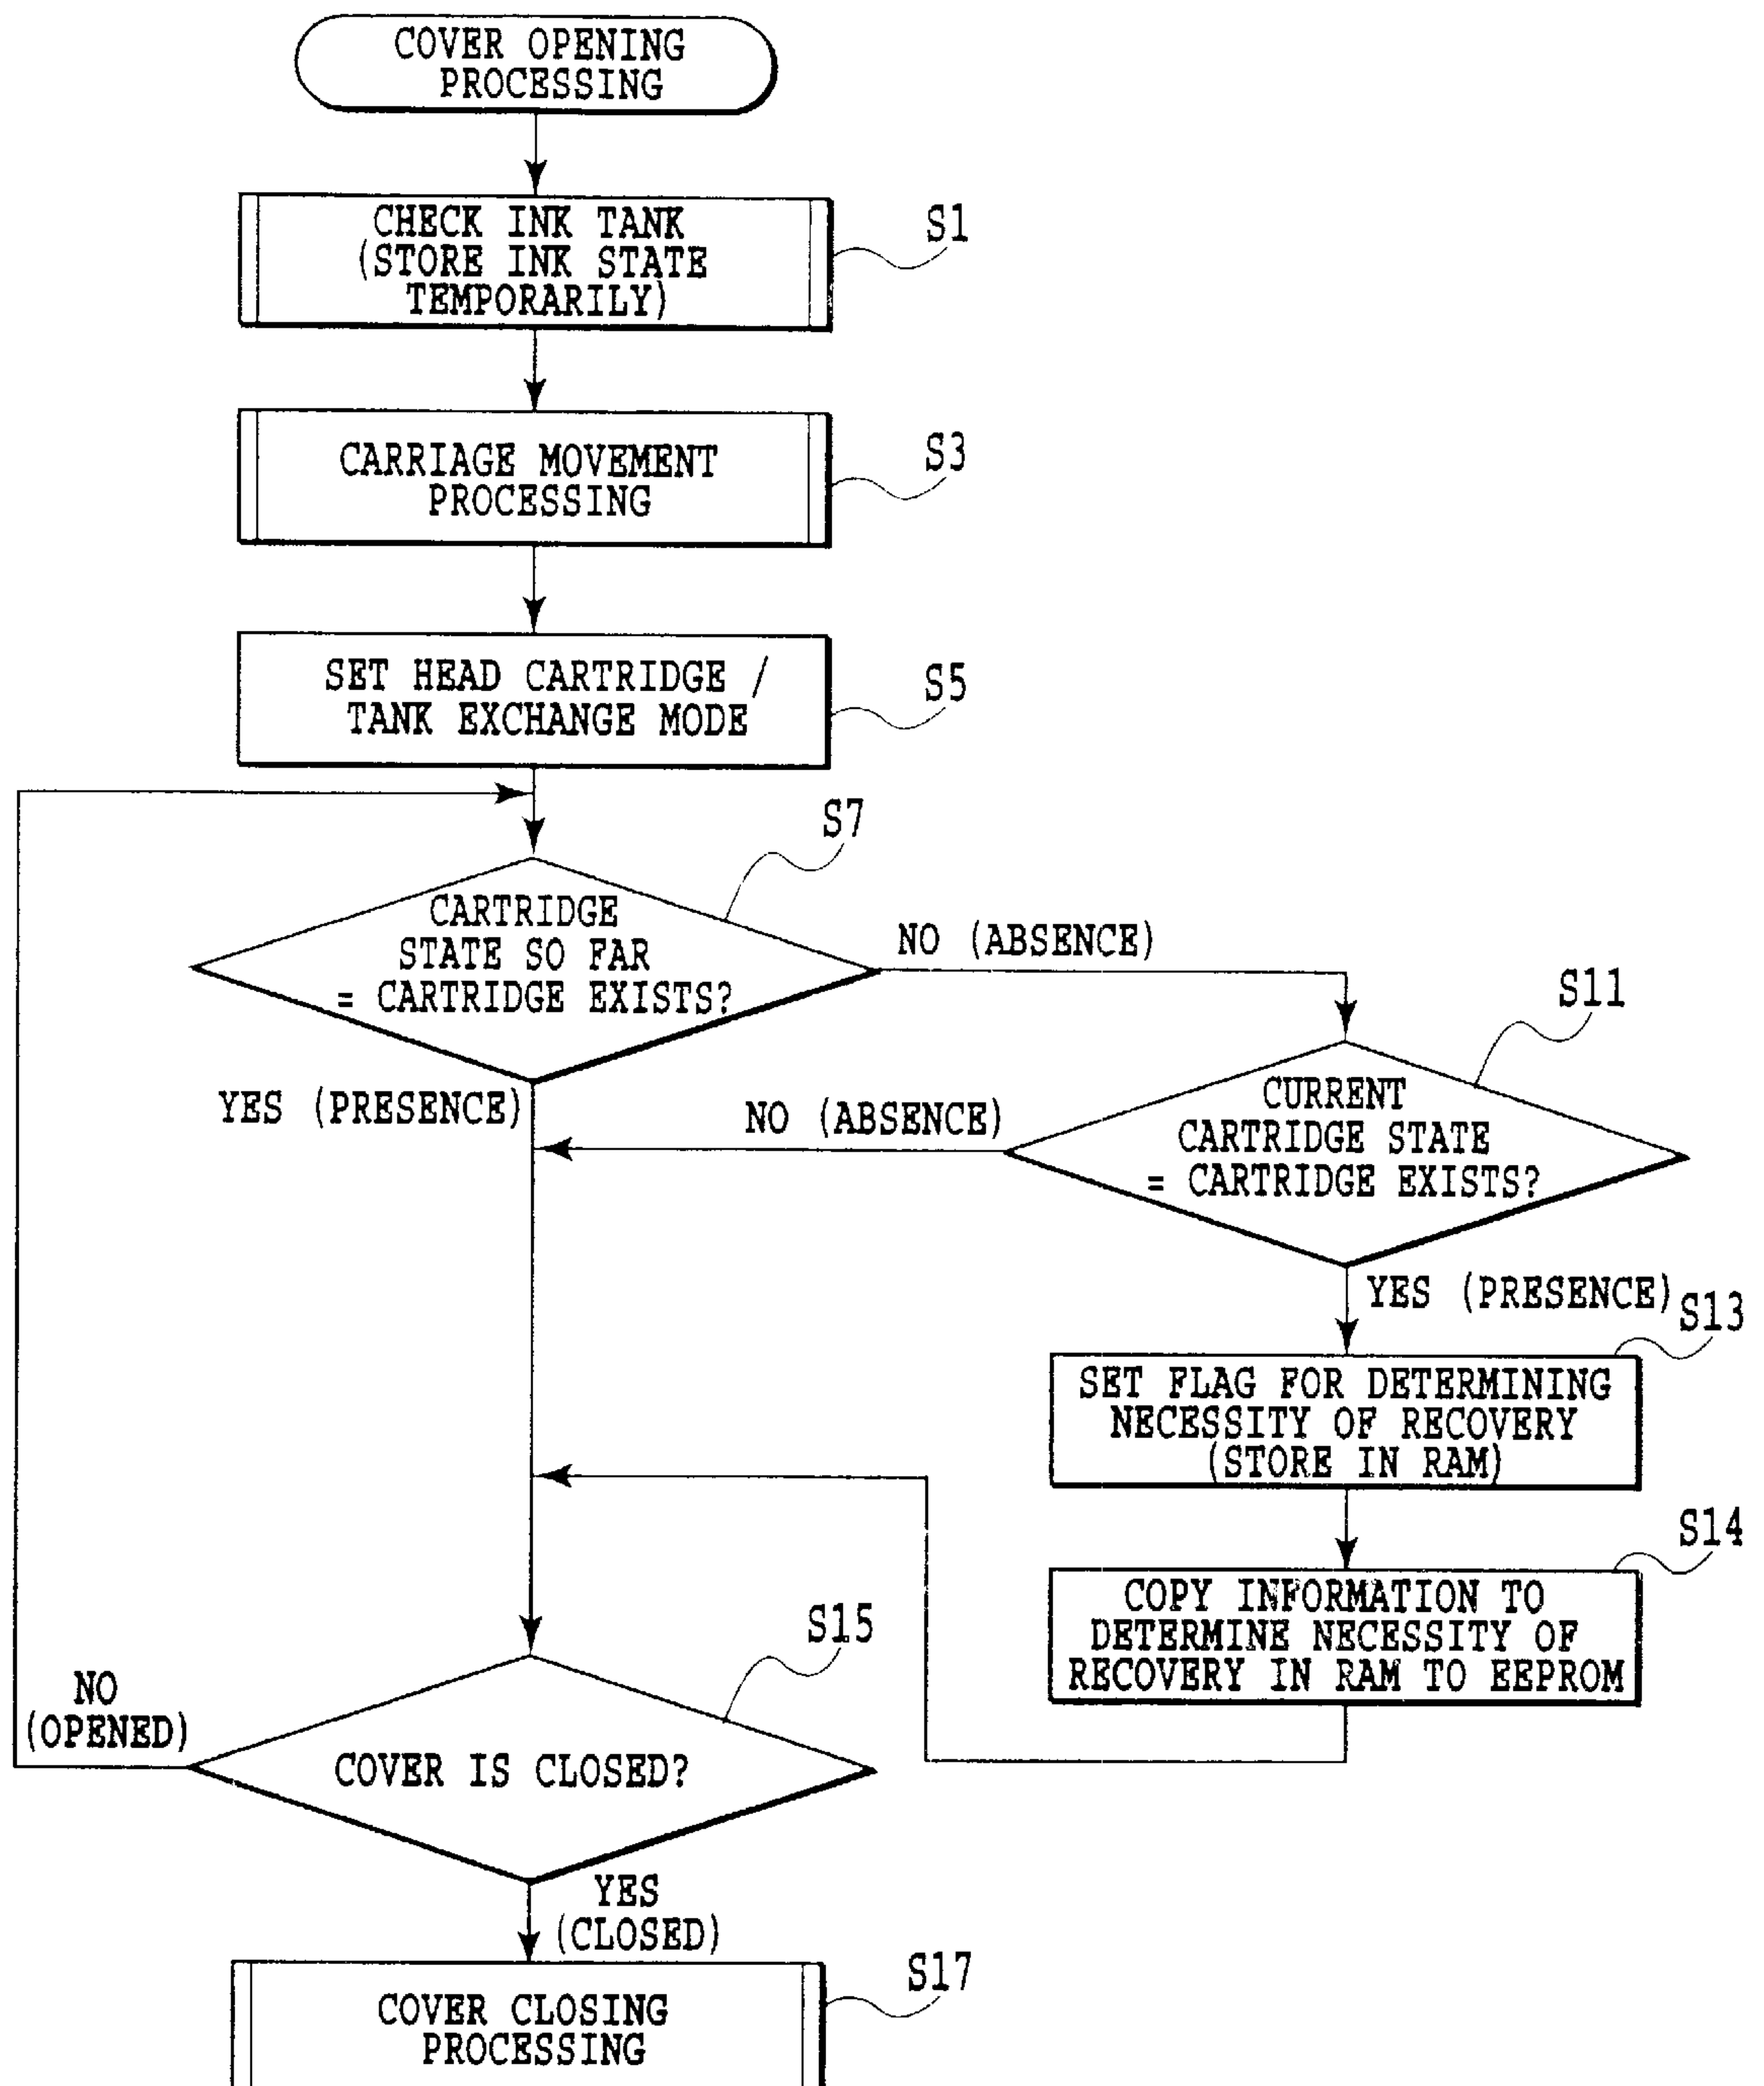 COVER OPENING
PROCESSING
CHECK INK TANK
(STORE INK STATE
TEMPORARILY)
S1
CARRIAGE MOVEMENT
PROCESSING
S3
SET HEAD CARTRIDGE /
TANK EXCHANGE MODE
S5
S7
CARTRIDGE
STATE SO FAR
= CARTRIDGE EXISTS?
NO (ABSENCE)
YES (PRESENCE)
S11
CURRENT
CARTRIDGE STATE
= CARTRIDGE EXISTS?
NO (ABSENCE)
YES (PRESENCE)
S13
SET FLAG FOR DETERMINING
NECESSITY OF RECOVERY
(STORE IN RAM)
S14
COPY INFORMATION TO
DETERMINE NECESSITY OF
RECOVERY IN RAM TO EEPROM
S15
COVER IS CLOSED?
NO
(OPENED)
YES
(CLOSED)
S17
COVER CLOSING
PROCESSING